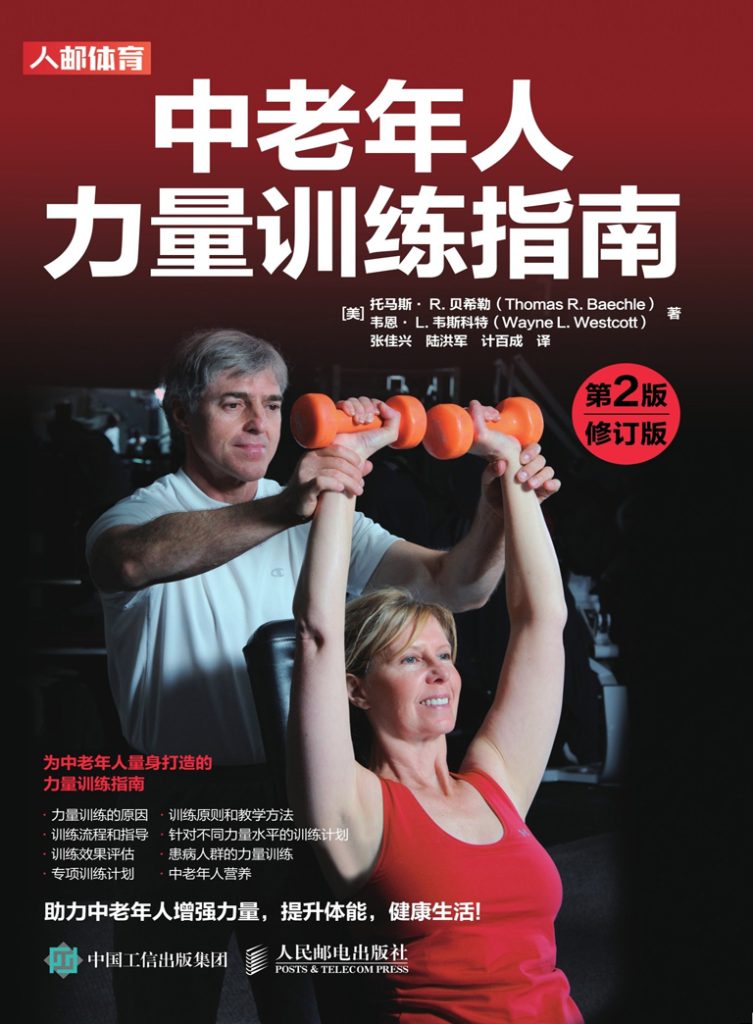 人邮体育
中老年人
力量训练指南
[美] 托马斯· R. 贝希勒（Thomas R. Baechle） 著
韦恩· L. 韦斯科特（Wayne L. Westcott）
张佳兴 陆洪军 计百成 译
第2版
修订版
为中老年人量身打造的
力量训练指南
· 力量训练的原因 · 训练原则和教学方法
· 训练流程和指导 · 针对不同力量水平的训练计划
· 训练效果评估 · 患病人群的力量训练
· 专项训练计划 · 中老年人营养
助力中老年人增强力量，提升体能，健康生活!
中国工信出版集团 人民邮电出版社
POSTS & TELECOM PRESS